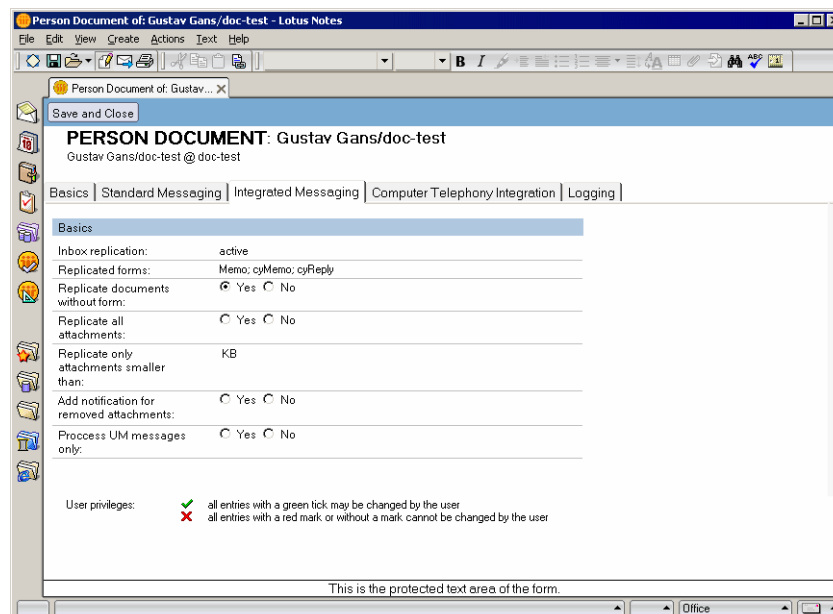 Person Document of: Gustav Gans/doc-test - Lotus Notes
File Edit View Create Actions Text Help
B I
Person Document of: Gustav...
Save and Close
PERSON DOCUMENT: Gustav Gans/doc-test
Gustav Gans/doc-test @ doc-test
Basics | Standard Messaging | Integrated Messaging | Computer Telephony Integration | Logging |
Basics
Inbox replication: active
Replicated forms: Memo; cyMemo; cyReply
Replicate documents without form: Yes No
Replicate all attachments: Yes No
Replicate only attachments smaller than: KB
Add notification for removed attachments: Yes No
Proccess UM messages only: Yes No
User privileges: all entries with a green tick may be changed by the user
all entries with a red mark or without a mark cannot be changed by the user
This is the protected text area of the form.
Office